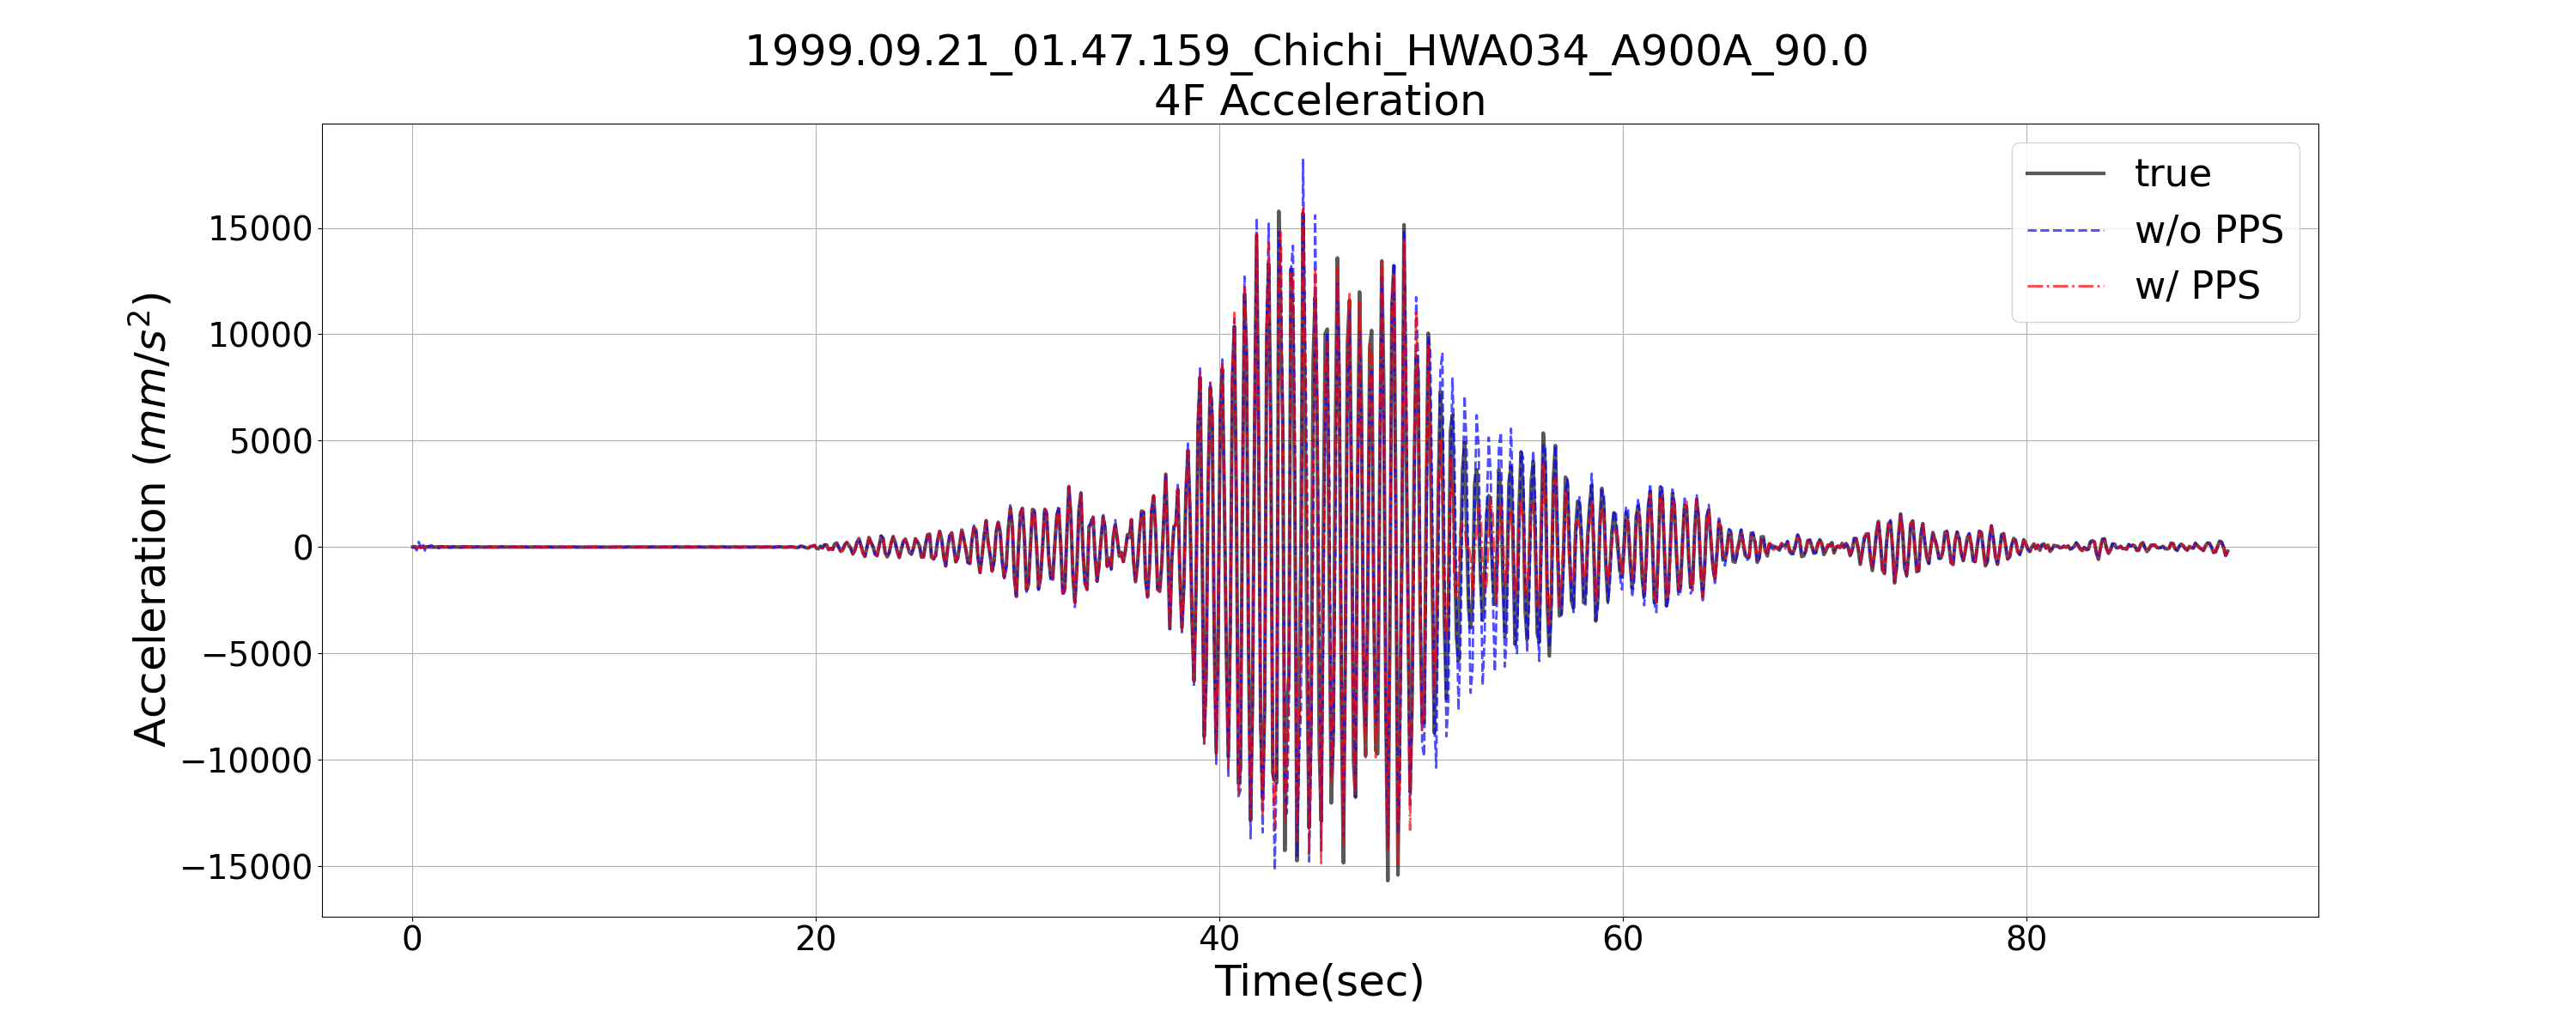 1999.09.21_01.47.159_Chichi_HWA034_A900A_90.0
4F Acceleration
true
w/o PPS
w/ PPS
Acceleration (mm/s²)
15000
10000
5000
0
−5000
−10000
−15000
0 20 40 60 80
Time(sec)